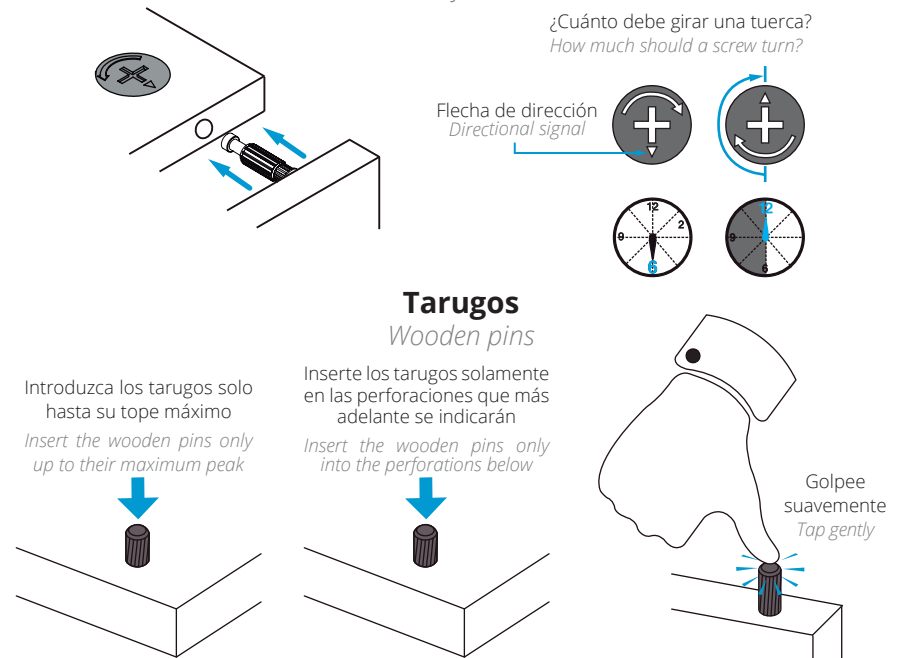 ¿Cuánto debe girar una tuerca?
How much should a screw turn?
Flecha de dirección
Directional signal
12
2
9
6
12
9
6
Tarugos
Wooden pins
Introduzca los tarugos solo
hasta su tope máximo
Insert the wooden pins only
up to their maximum peak
Inserte los tarugos solamente
en las perforaciones que más
adelante se indicarán
Insert the wooden pins only
into the perforations below
Golpee
suavemente
Tap gently